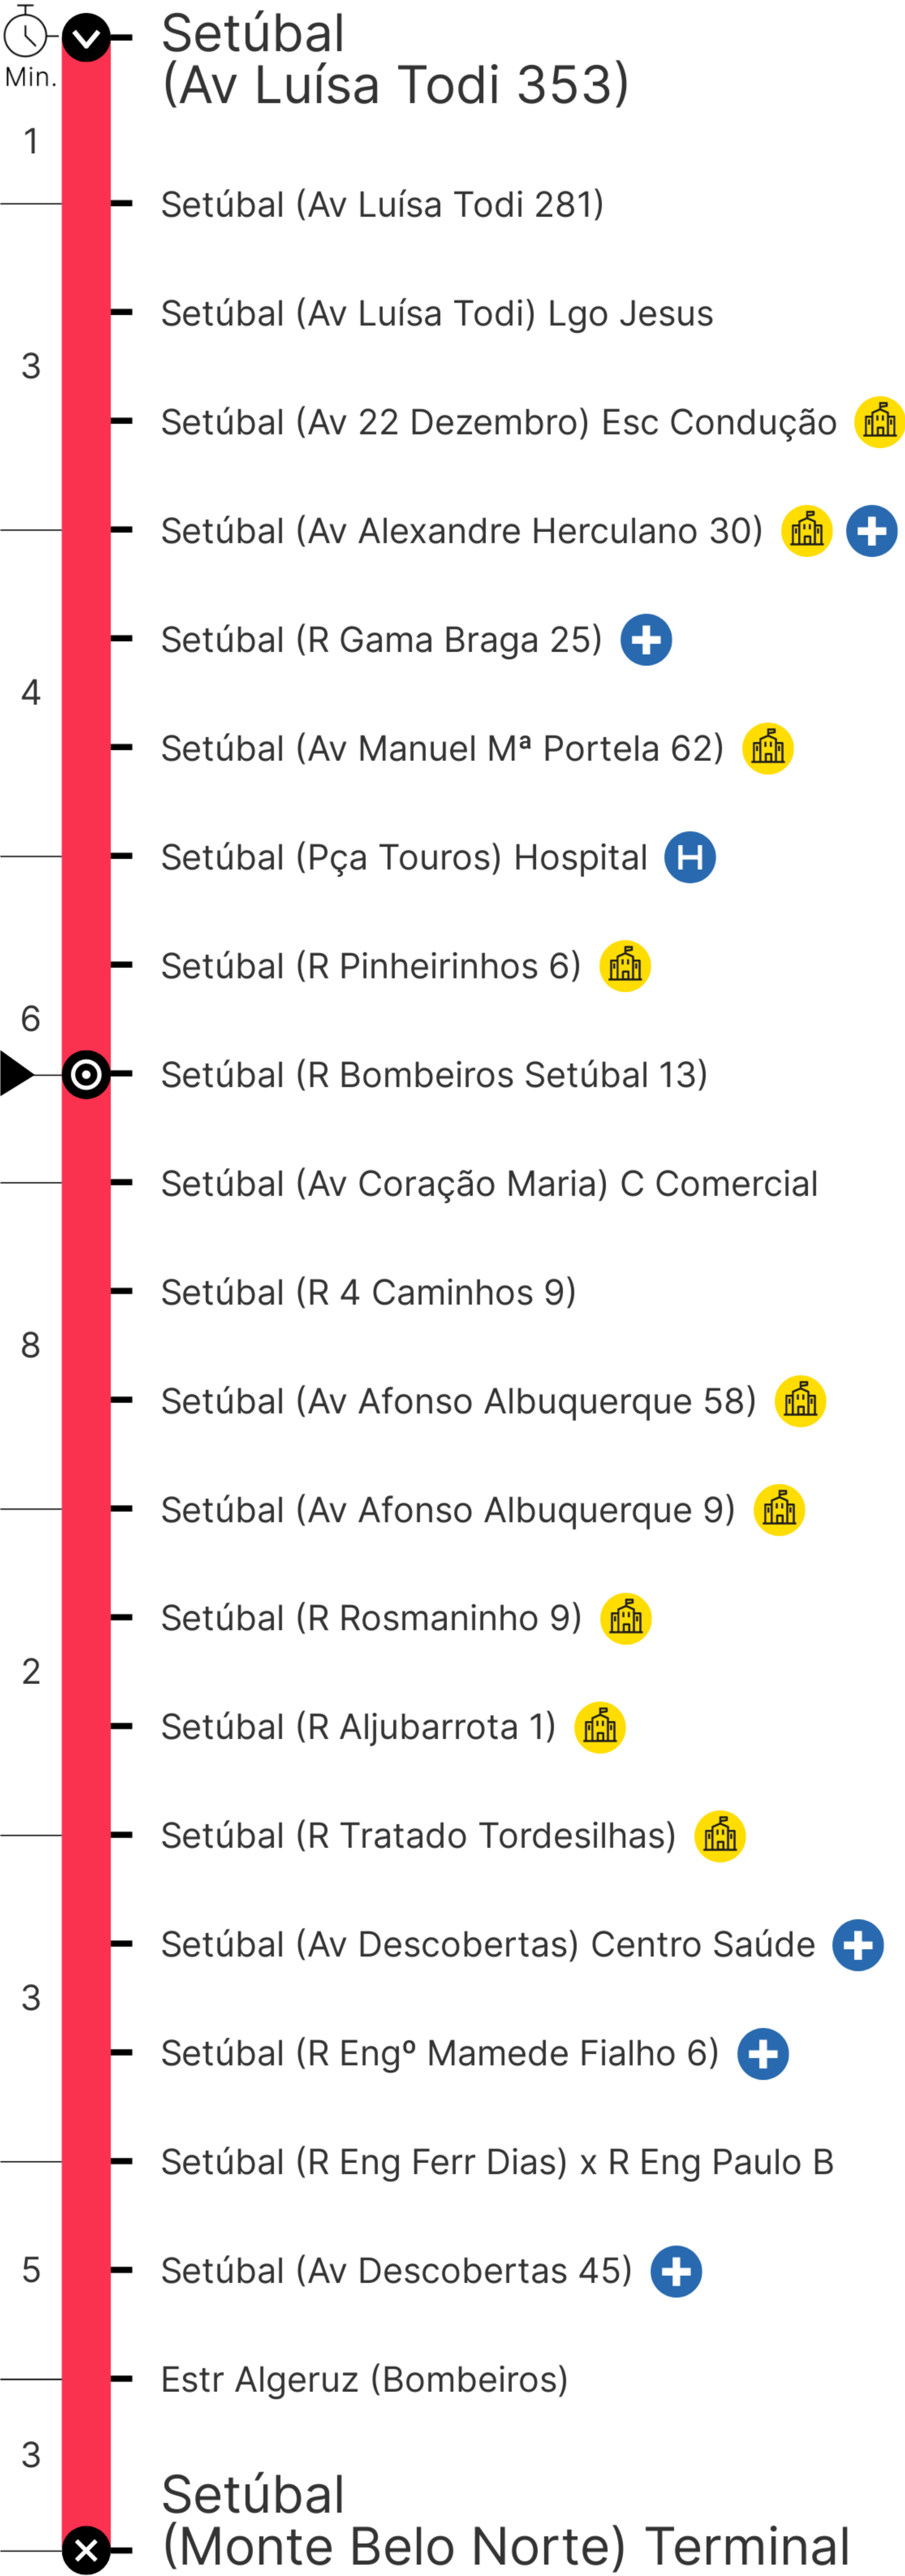 Setúbal
(Av Luísa Todi 353)
Min.
1
Setúbal (Av Luísa Todi 281)
Setúbal (Av Luísa Todi) Lgo Jesus
3
Setúbal (Av 22 Dezembro) Esc Condução
Setúbal (Av Alexandre Herculano 30)
Setúbal (R Gama Braga 25)
4
Setúbal (Av Manuel Mª Portela 62)
Setúbal (Pça Touros) Hospital H
Setúbal (R Pinheirinhos 6)
6
Setúbal (R Bombeiros Setúbal 13)
Setúbal (Av Coração Maria) C Comercial
Setúbal (R 4 Caminhos 9)
8
Setúbal (Av Afonso Albuquerque 58)
Setúbal (Av Afonso Albuquerque 9)
Setúbal (R Rosmaninho 9)
2
Setúbal (R Aljubarrota 1)
Setúbal (R Tratado Tordesilhas)
Setúbal (Av Descobertas) Centro Saúde
3
Setúbal (R Engº Mamede Fialho 6)
Setúbal (R Eng Ferr Dias) x R Eng Paulo B
5
Setúbal (Av Descobertas 45)
Estr Algeruz (Bombeiros)
3
Setúbal
(Monte Belo Norte) Terminal